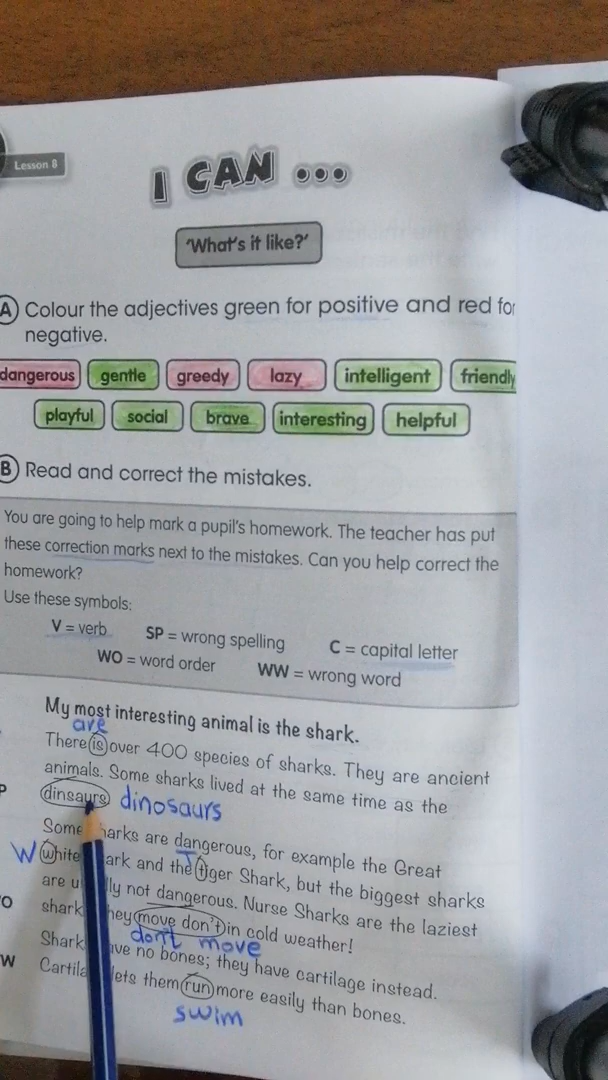 Lesson 8
I CAN ...
'What's it like?'
A Colour the adjectives green for positive and red for
negative.
dangerous gentle greedy lazy intelligent friendly
playful social brave interesting helpful
B Read and correct the mistakes.
You are going to help mark a pupil's homework. The teacher has put
these correction marks next to the mistakes. Can you help correct the
homework?
Use these symbols:
V = verb SP = wrong spelling C = capital letter
WO = word order WW = wrong word
My most interesting animal is the shark.
are
There is over 400 species of sharks. They are ancient
animals. Some sharks lived at the same time as the
P dinsaurs dinosaurs
Some sharks are dangerous, for example the Great
W T
white Shark and the tiger Shark, but the biggest sharks
are usually not dangerous. Nurse Sharks are the laziest
O sharks. They move don't in cold weather!
don't move
Sharks have no bones; they have cartilage instead.
W Cartilage lets them run more easily than bones.
swim